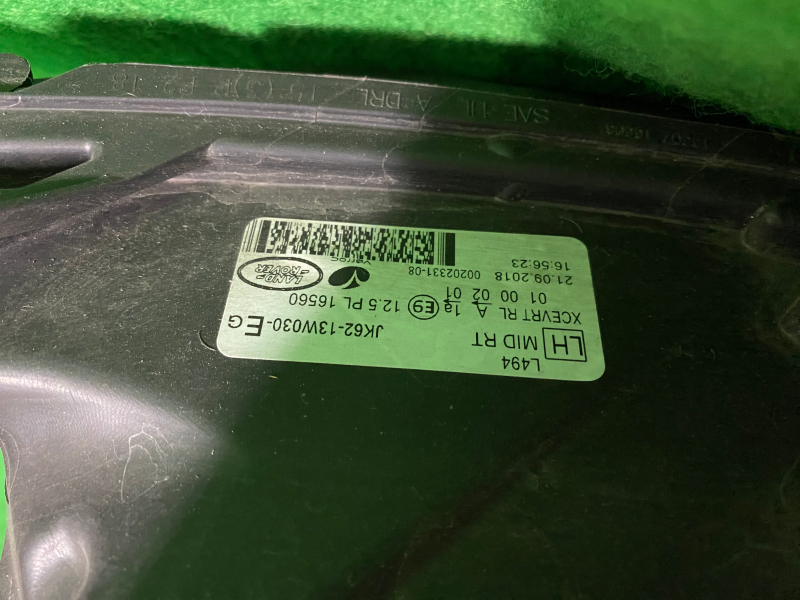 L494
LH MID RT
XCEVRT RL A 1a E9 12.5 PL 16560
01 00 02 01
21.09.2018 00202331-08
16:56:23
JK62-13W030-EG
LAND-
-ROVER
Valeo
SAE
A DRL